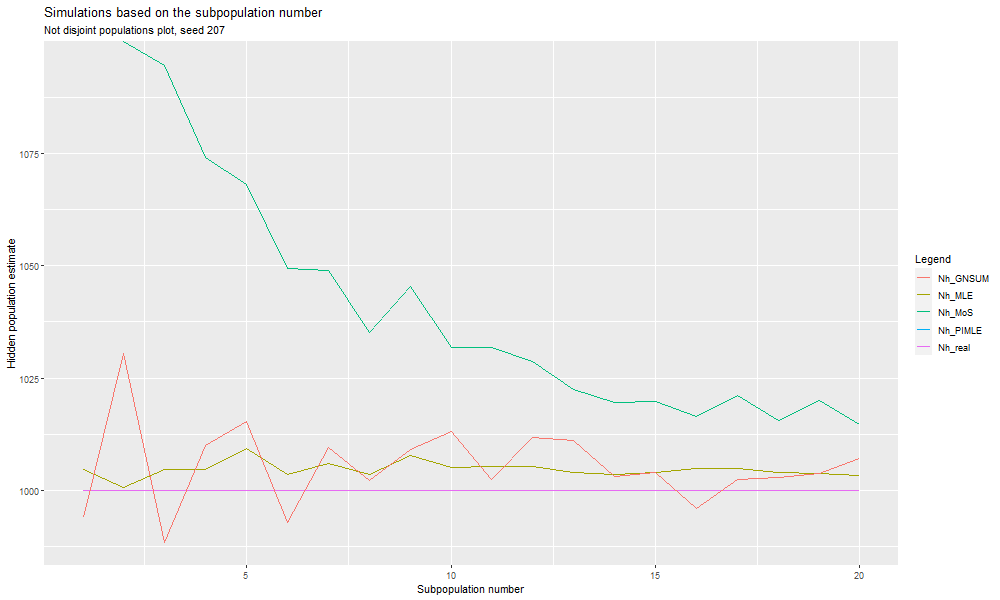 Simulations based on the subpopulation number
Not disjoint populations plot, seed 207
Hidden population estimate
1075
1050
1025
1000
5
10
15
20
Subpopulation number
Legend
Nh_GNSUM
Nh_MLE
Nh_MoS
Nh_PIMLE
Nh_real